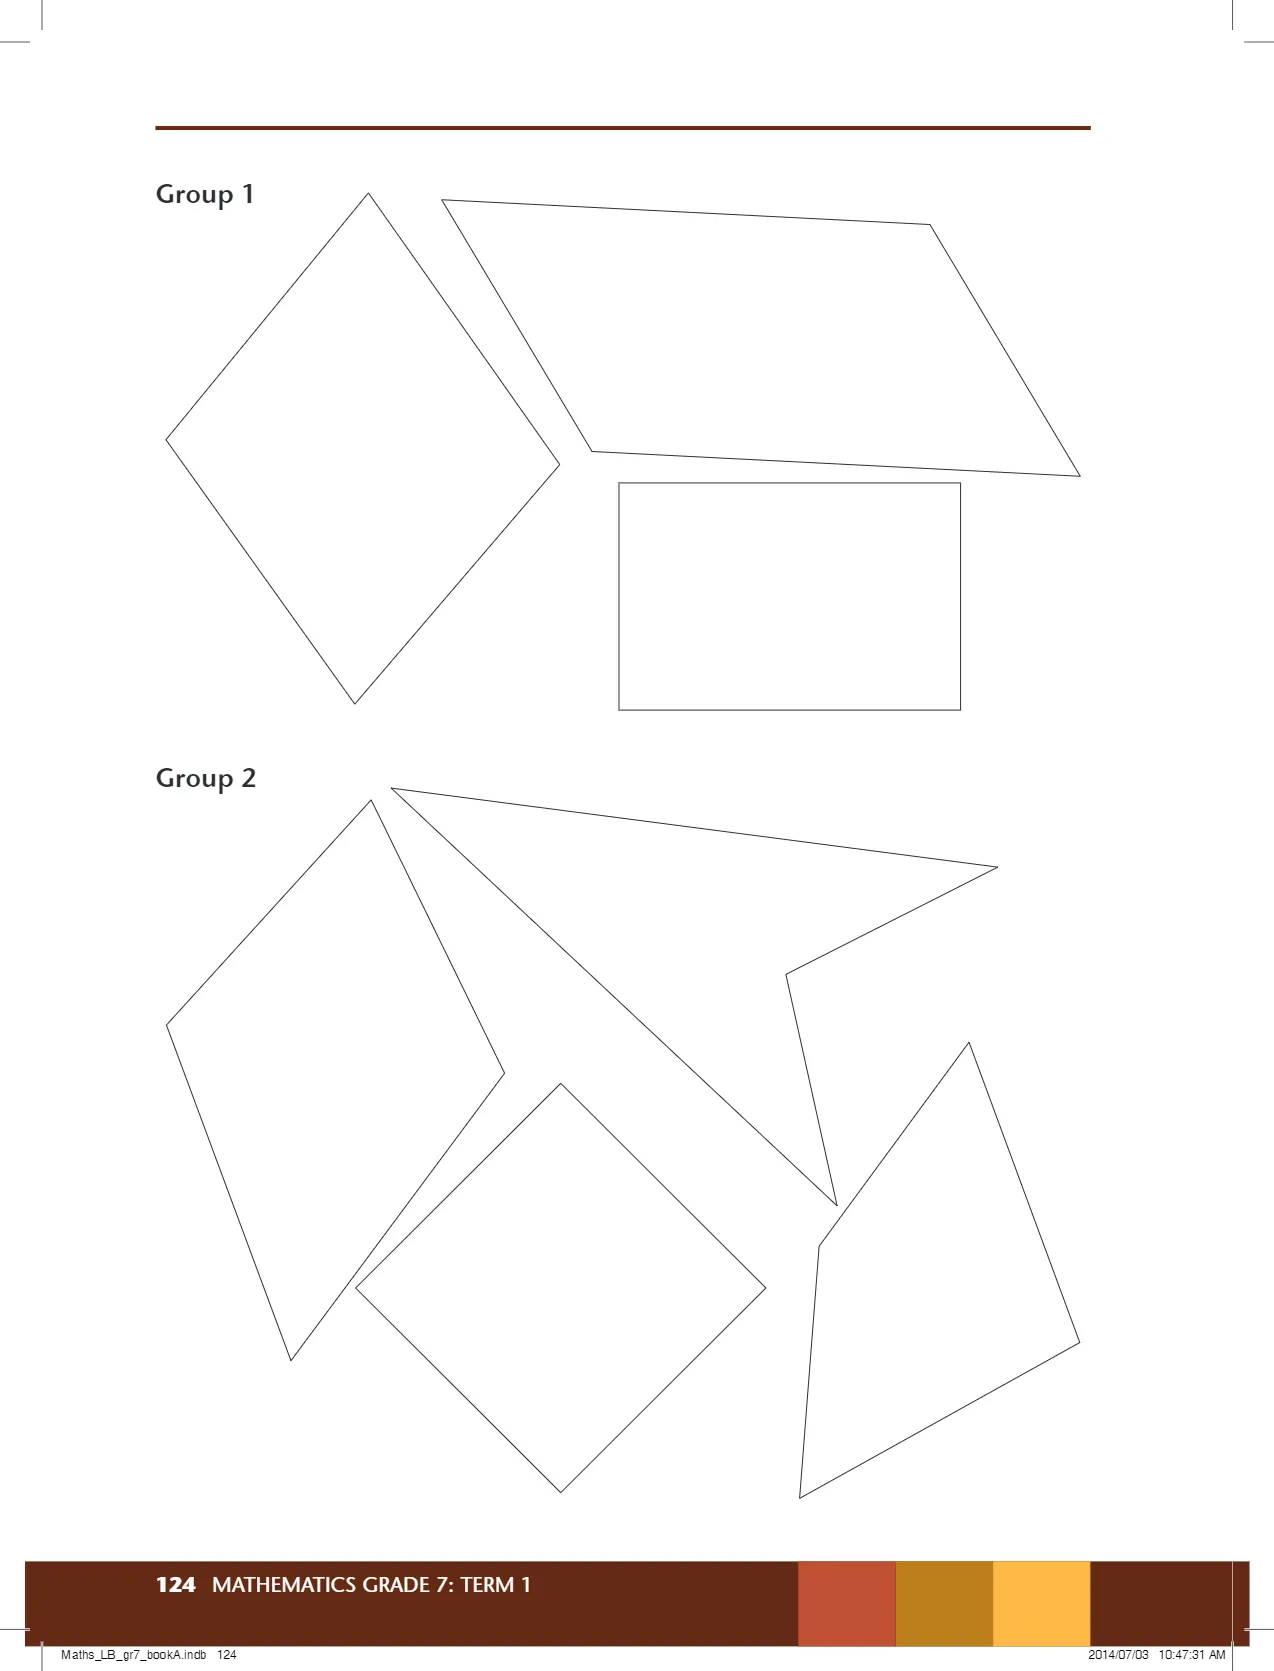 Group 1
Group 2
124 MATHEMATICS GRADE 7: TERM 1
Maths_LB_gr7_bookA.indb 124
2014/07/03 10:47:31 AM